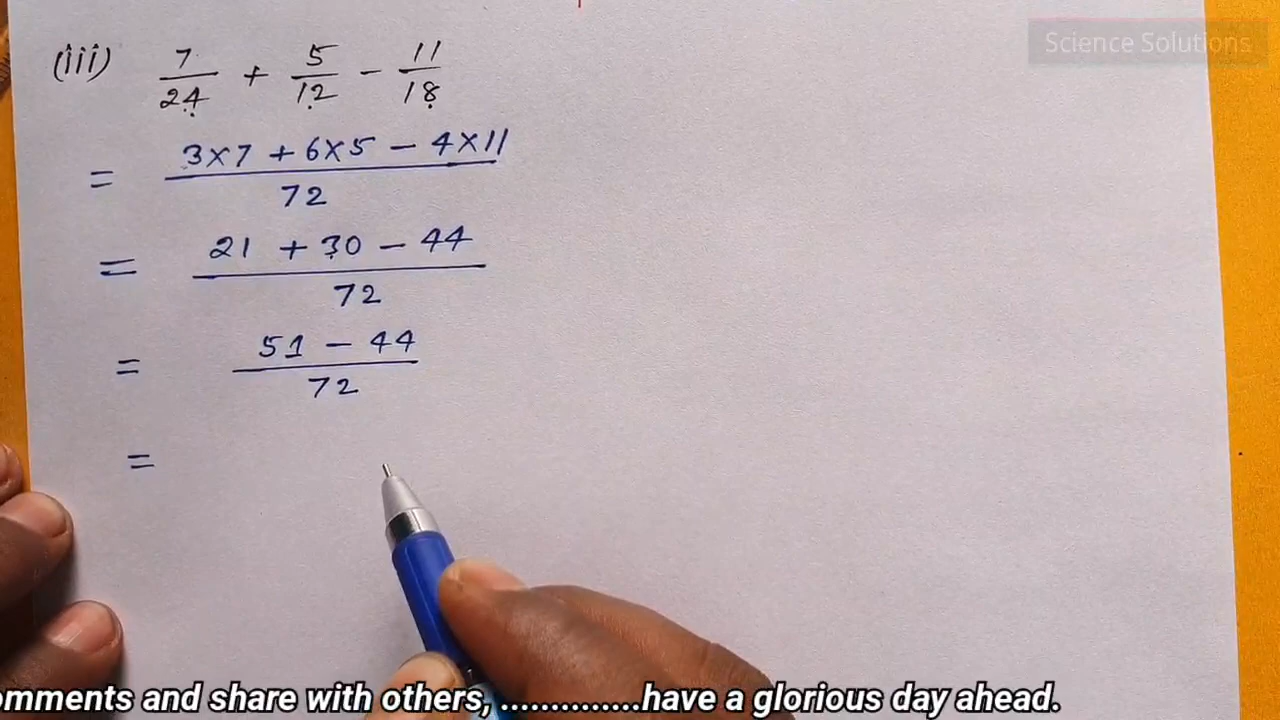 Science Solutions
(iii) 7/24 + 5/12 - 11/18
= 3×7 + 6×5 - 4×11 / 72
= 21 + 30 - 44 / 72
= 51 - 44 / 72
=
omments and share with others, ..............have a glorious day ahead.